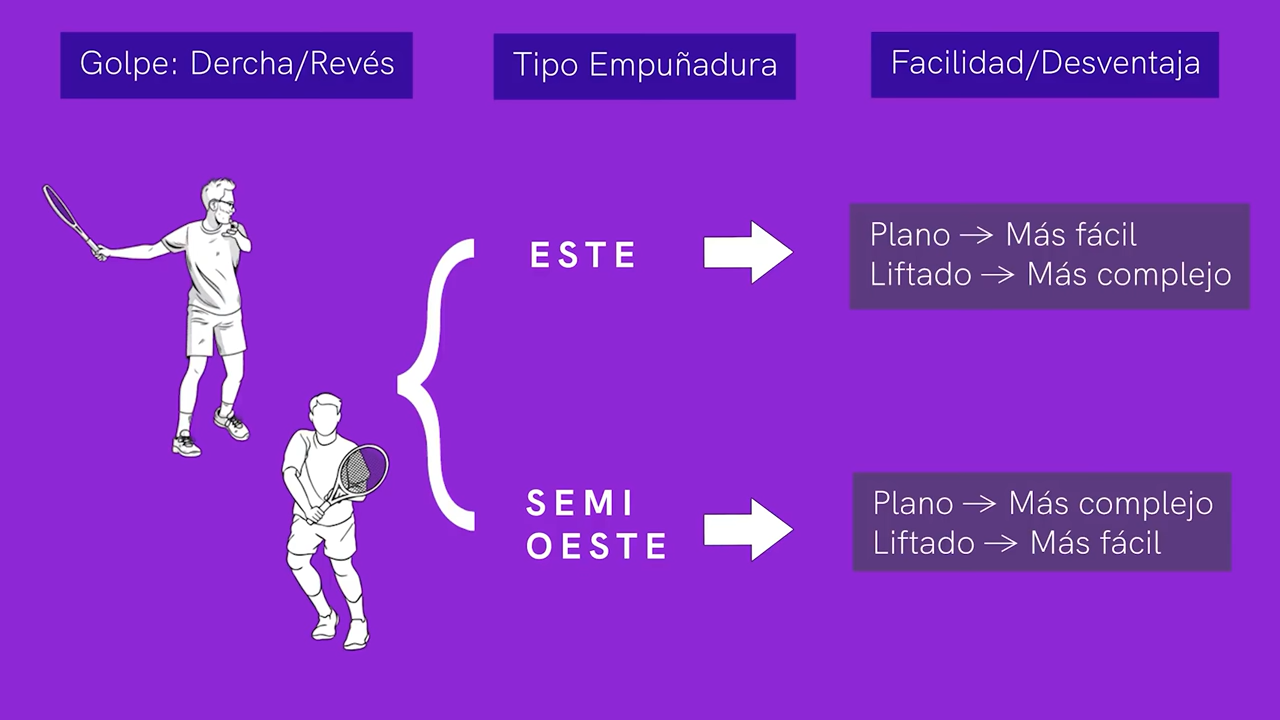 Golpe: Dercha/Revés
Tipo Empuñadura
Facilidad/Desventaja
ESTE
Plano → Más fácil
Liftado → Más complejo
SEMI
OESTE
Plano → Más complejo
Liftado → Más fácil